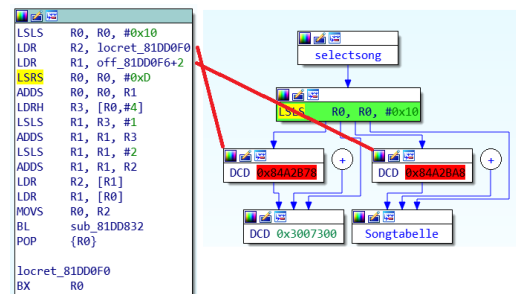 LSLS R0, R0, #0x10
LDR R2, locret_81DD0F0
LDR R1, off_81DD0F6+2
LSRS R0, R0, #0xD
ADDS R0, R0, R1
LDRH R3, [R0,#4]
LSLS R1, R3, #1
ADDS R1, R1, R3
LSLS R1, R1, #2
ADDS R1, R1, R2
LDR R2, [R1]
LDR R1, [R0]
MOVS R0, R2
BL sub_81DD832
POP {R0}
locret_81DD0F0
BX R0
selectsong
LSLS R0, R0, #0x10
DCD 0x84A2B78
+
DCD 0x84A2BA8
+
DCD 0x3007300
Songtabelle